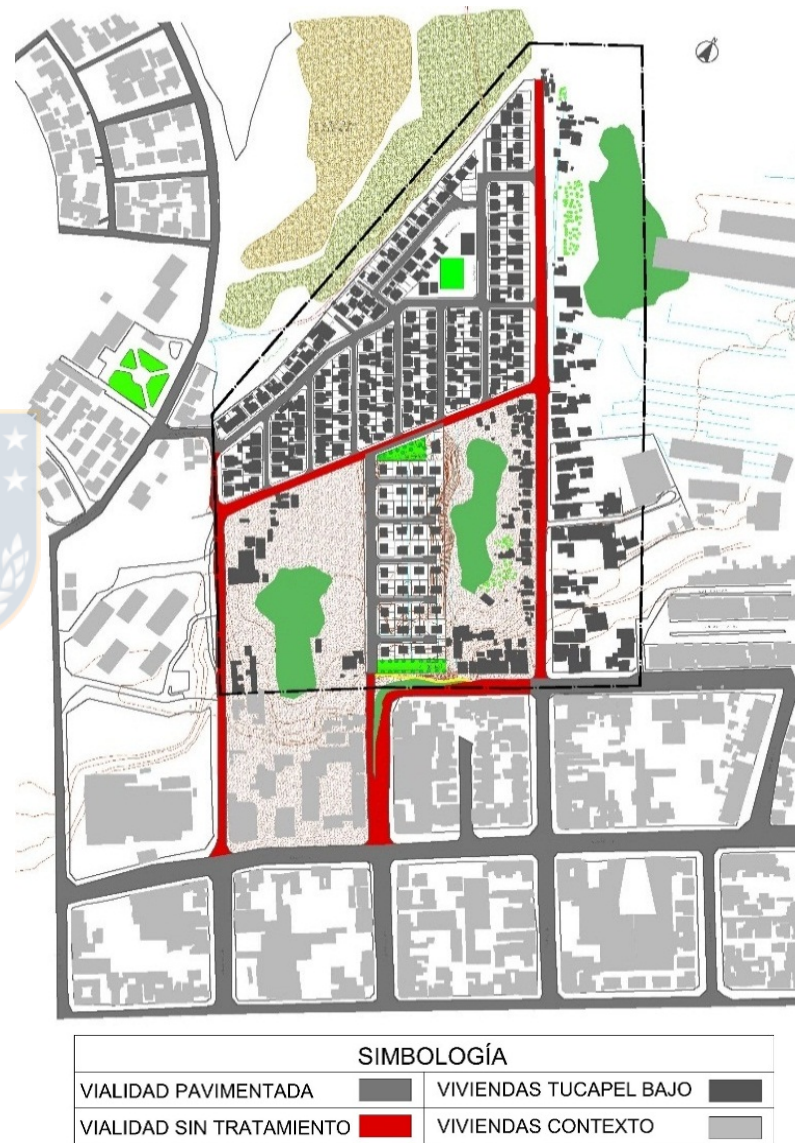 SIMBOLOGÍA
VIALIDAD PAVIMENTADA
VIVIENDAS TUCAPEL BAJO
VIALIDAD SIN TRATAMIENTO
VIVIENDAS CONTEXTO